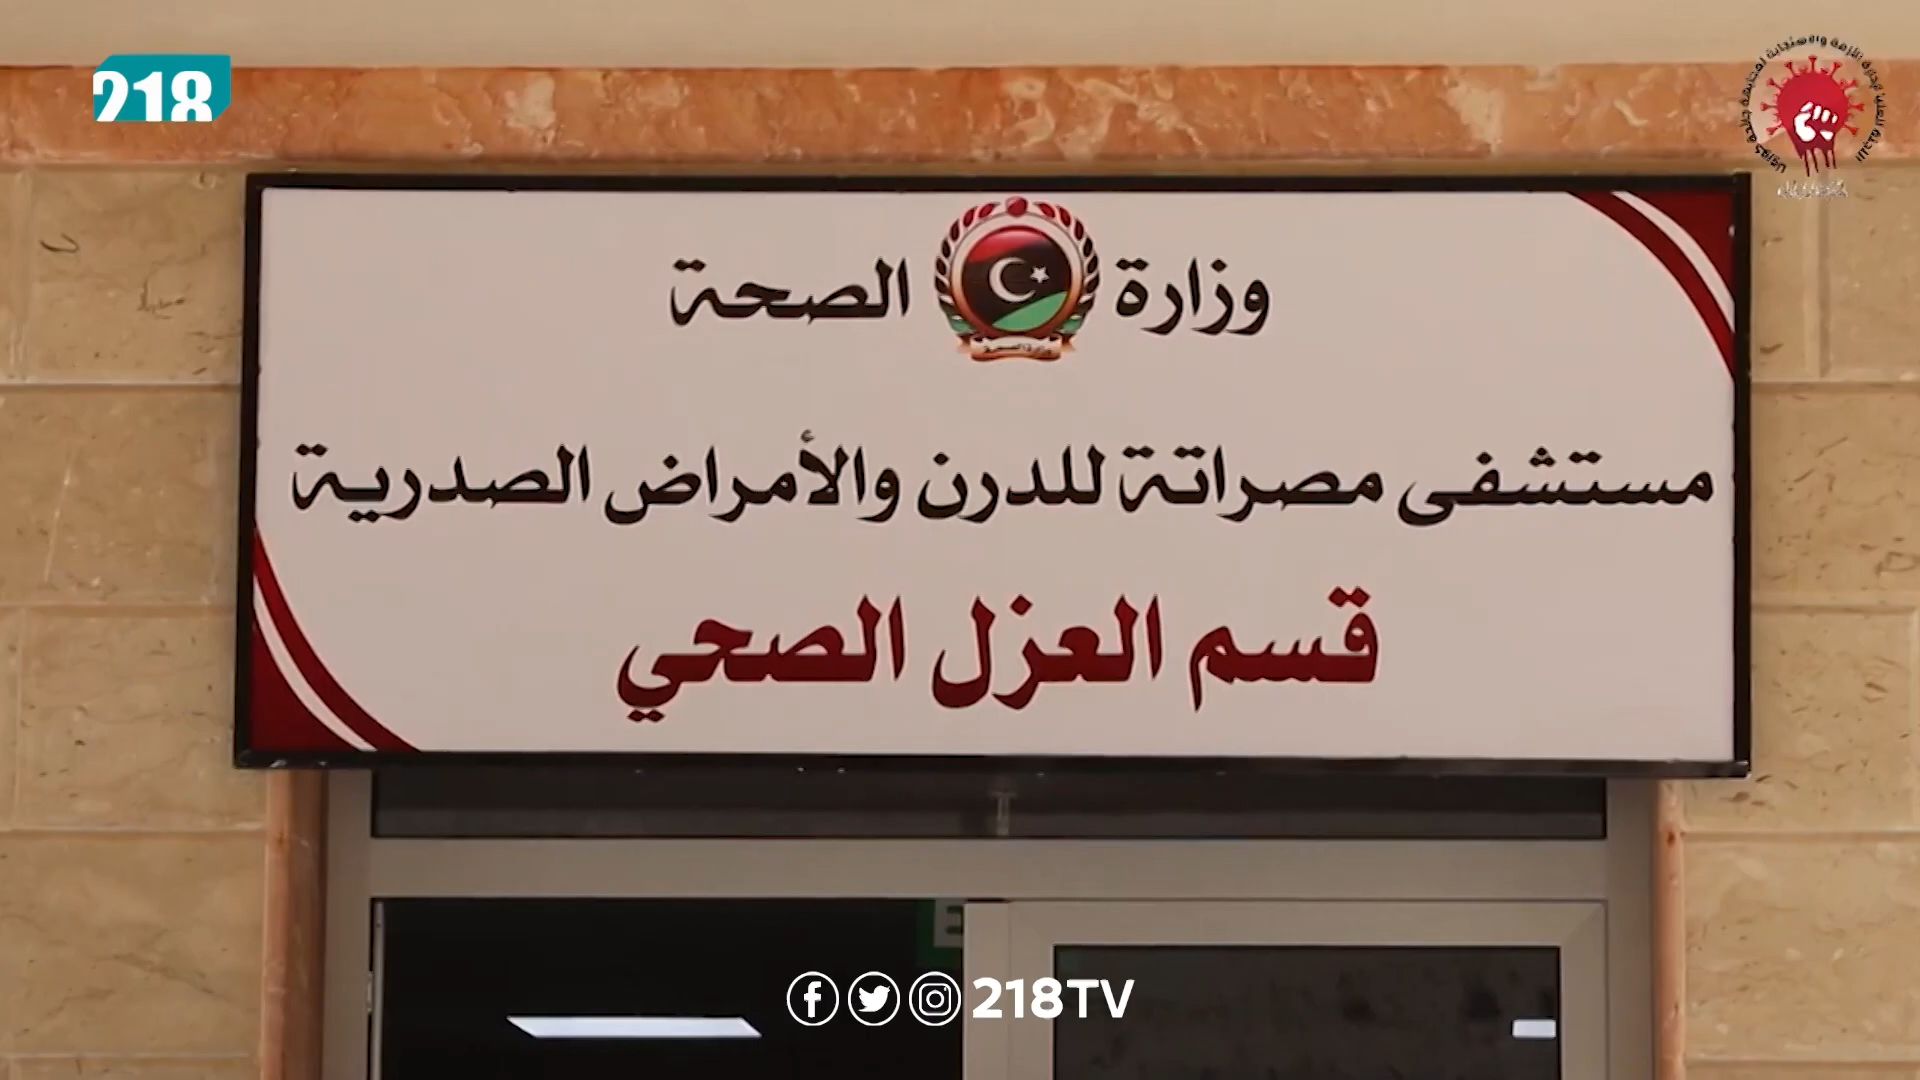 218
وزارة الصحة
مستشفى مصراتة للدرن والأمراض الصدرية
قسم العزل الصحي
218TV